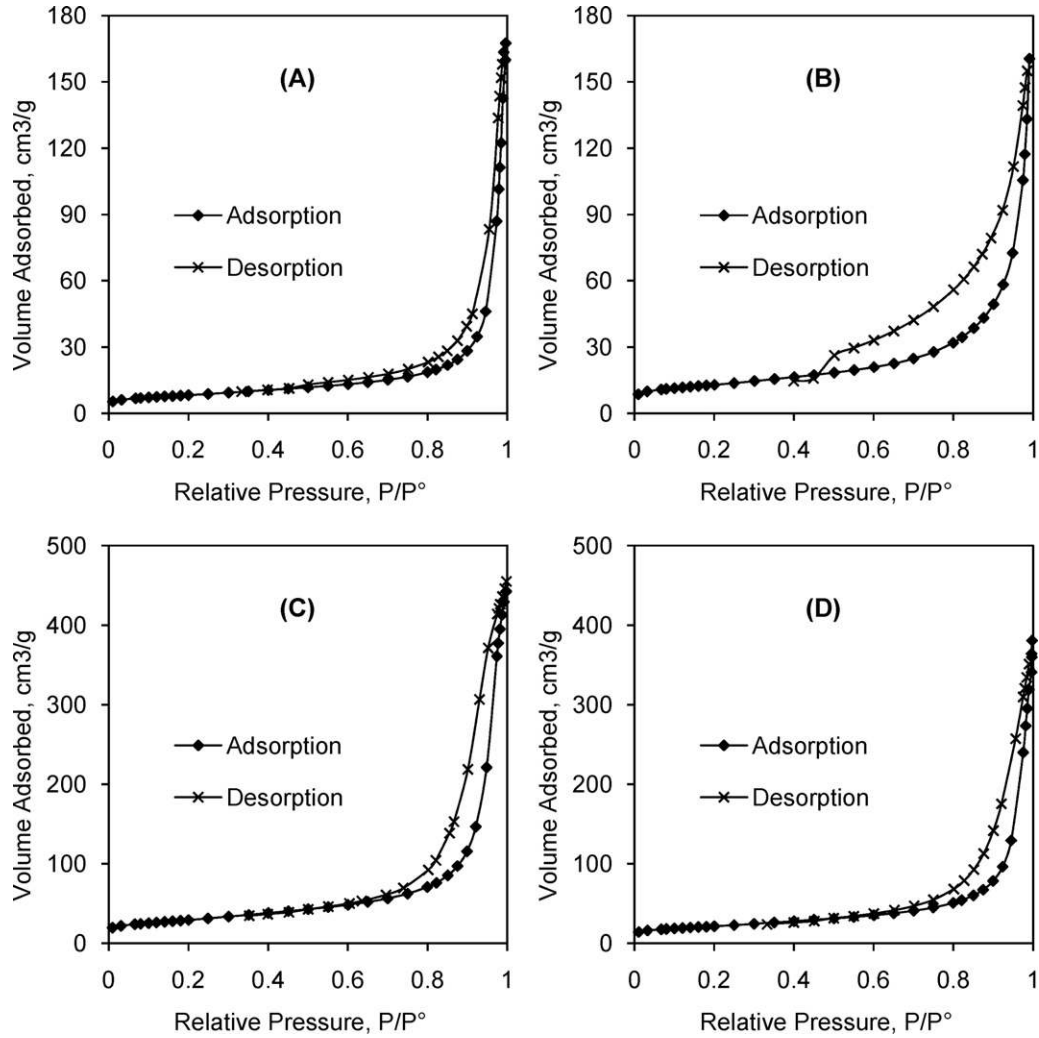 180
150
120
90
60
30
0
Volume Adsorbed, cm3/g
(A)
Adsorption
Desorption
0 0.2 0.4 0.6 0.8 1
Relative Pressure, P/P°
180
150
120
90
60
30
0
Volume Adsorbed, cm3/g
(B)
Adsorption
Desorption
0 0.2 0.4 0.6 0.8 1
Relative Pressure, P/P°
500
400
300
200
100
0
Volume Adsorbed, cm3/g
(C)
Adsorption
Desorption
0 0.2 0.4 0.6 0.8 1
Relative Pressure, P/P°
500
400
300
200
100
0
Volume Adsorbed, cm3/g
(D)
Adsorption
Desorption
0 0.2 0.4 0.6 0.8 1
Relative Pressure, P/P°